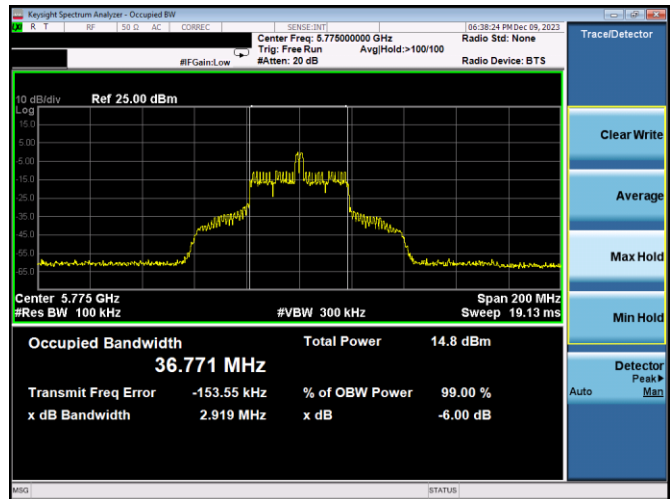 Keysight Spectrum Analyzer - Occupied BW
R T RF 50 Ω AC CORREC SENSE:INT 06:38:24 PM Dec 09, 2023
Center Freq: 5.775000000 GHz Radio Std: None
Trig: Free Run Avg|Hold:>100/100
#IFGain:Low #Atten: 20 dB Radio Device: BTS
Trace/Detector
10 dB/div Ref 25.00 dBm
Log
15.0
5.00
-5.00
-15.0
-25.0
-35.0
-45.0
-55.0
-65.0
Center 5.775 GHz Span 200 MHz
#Res BW 100 kHz #VBW 300 kHz Sweep 19.13 ms
Occupied Bandwidth Total Power 14.8 dBm
36.771 MHz
Transmit Freq Error -153.55 kHz % of OBW Power 99.00 %
x dB Bandwidth 2.919 MHz x dB -6.00 dB
Clear Write
Average
Max Hold
Min Hold
Detector
Peak▶
Auto Man
MSG STATUS